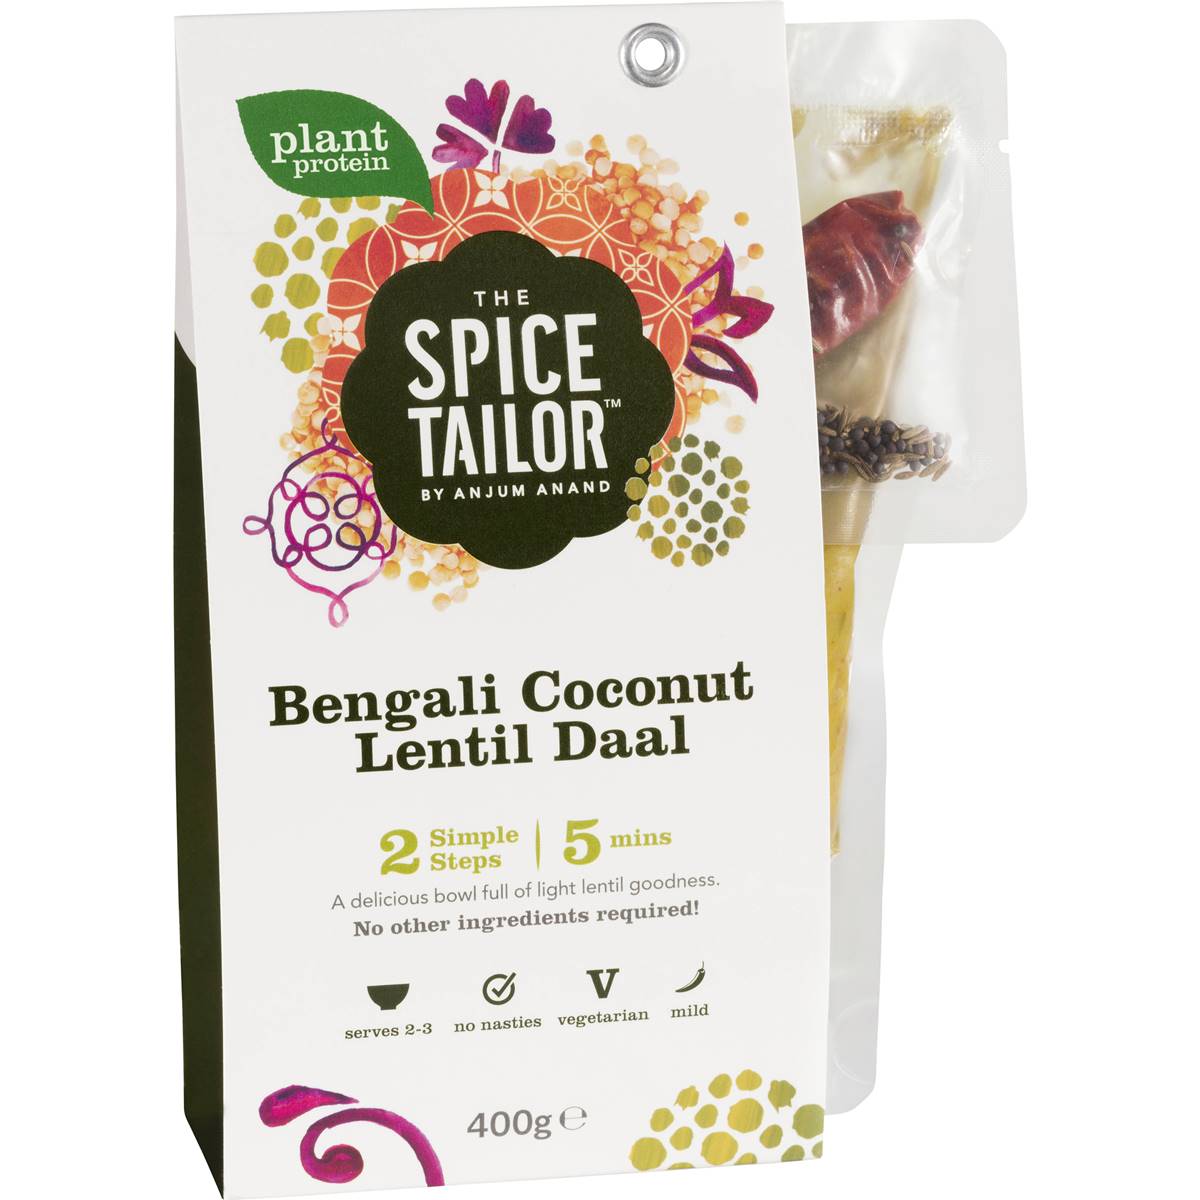 plant
protein
THE
SPICE
TAILOR™
BY ANJUM ANAND
Bengali Coconut
Lentil Daal
2 Simple Steps | 5 mins
A delicious bowl full of light lentil goodness.
No other ingredients required!
serves 2-3
no nasties
V
vegetarian
mild
400g ℮